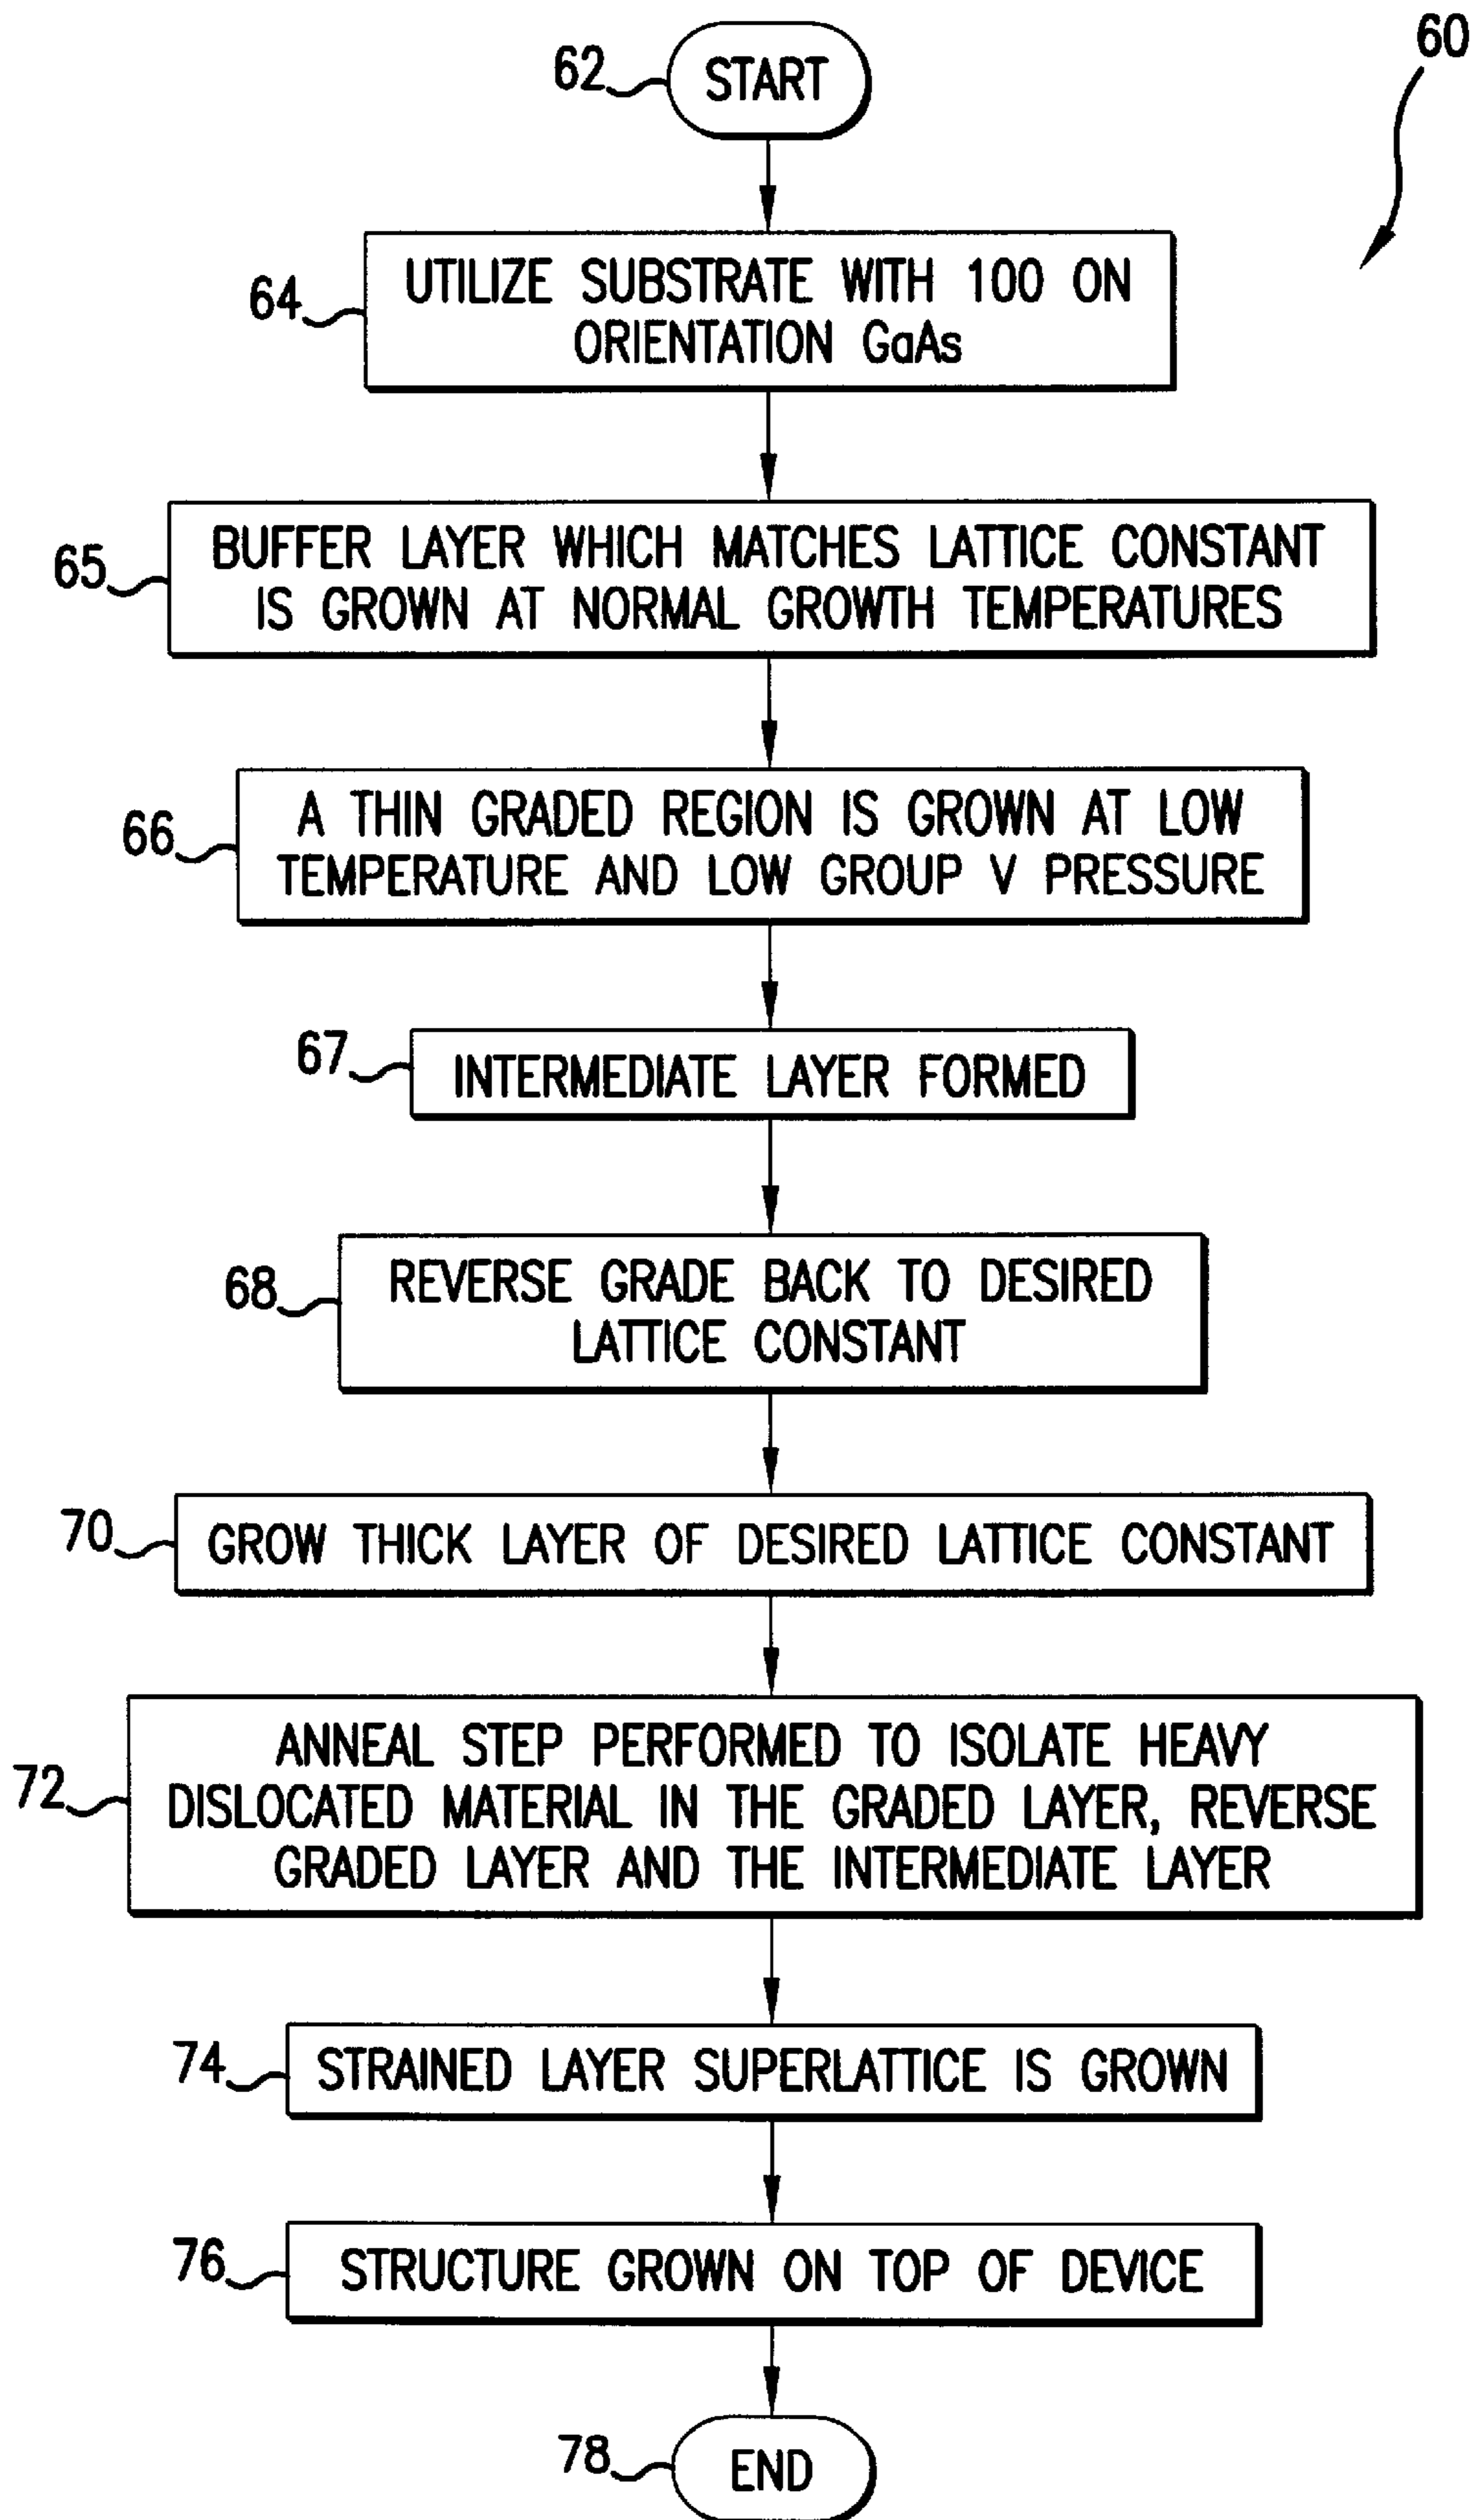 60
62
START
64
UTILIZE SUBSTRATE WITH 100 ON
ORIENTATION GaAs
65
BUFFER LAYER WHICH MATCHES LATTICE CONSTANT
IS GROWN AT NORMAL GROWTH TEMPERATURES
66
A THIN GRADED REGION IS GROWN AT LOW
TEMPERATURE AND LOW GROUP V PRESSURE
67
INTERMEDIATE LAYER FORMED
68
REVERSE GRADE BACK TO DESIRED
LATTICE CONSTANT
70
GROW THICK LAYER OF DESIRED LATTICE CONSTANT
72
ANNEAL STEP PERFORMED TO ISOLATE HEAVY
DISLOCATED MATERIAL IN THE GRADED LAYER, REVERSE
GRADED LAYER AND THE INTERMEDIATE LAYER
74
STRAINED LAYER SUPERLATTICE IS GROWN
76
STRUCTURE GROWN ON TOP OF DEVICE
78
END